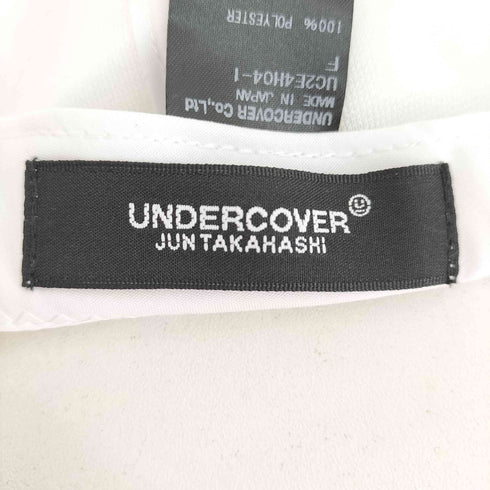 UNDERCOVER Co.,Ltd
MADE IN JAPAN
UC2E4H04-1
F
100% POLYESTER
UNDERCOVER
JUN TAKAHASHI